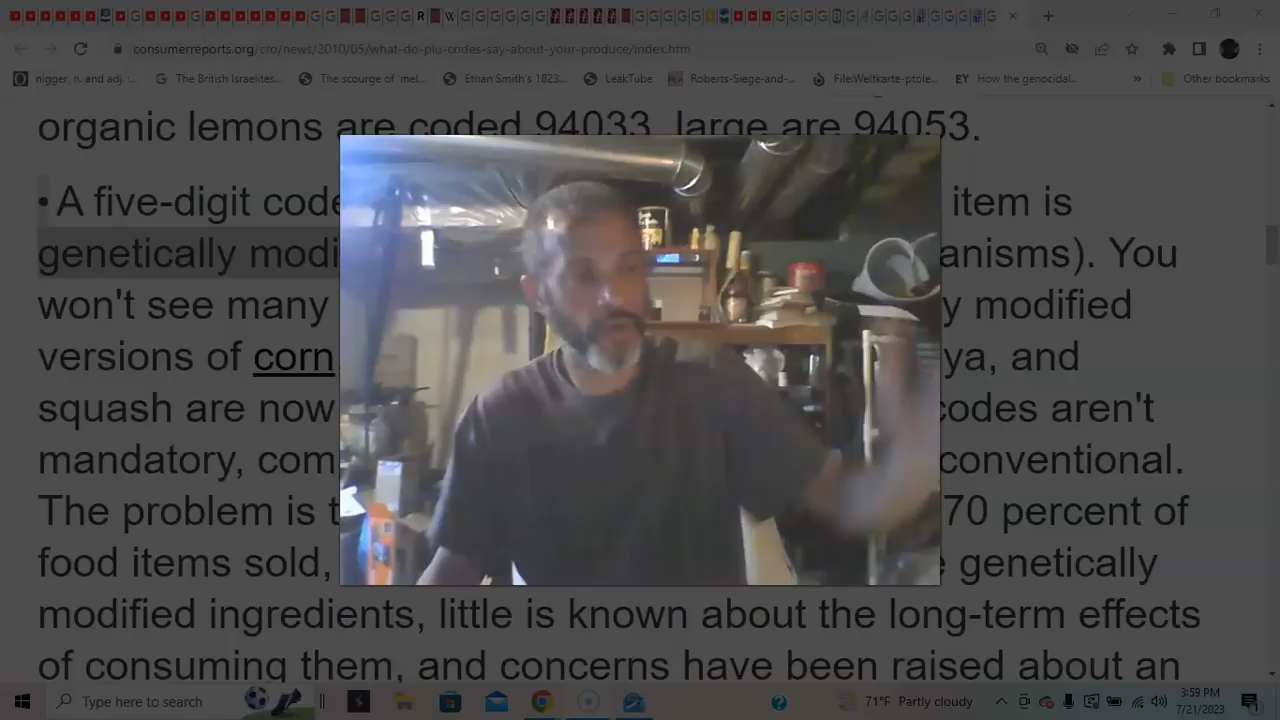 consumerreports.org/cro/news/2010/05/what-do-plu-codes-say-about-your-produce/index.htm
nigger, n. and adj. :...
The British Israelites...
The scourge of 'mel...
Ethan Smith's 1823...
LeakTube
Roberts-Siege-and-...
File:Weltkarte-ptole...
EY How the genocidal...
»
Other bookmarks
organic lemons are coded 94033, large are 94053.
• A five-digit code item is
genetically modi anisms). You
won't see many y modified
versions of corn ya, and
squash are now codes aren't
mandatory, com conventional.
The problem is t 70 percent of
food items sold, e genetically
modified ingredients, little is known about the long-term effects
of consuming them, and concerns have been raised about an
Type here to search
71°F Partly cloudy
3:59 PM
7/21/2023